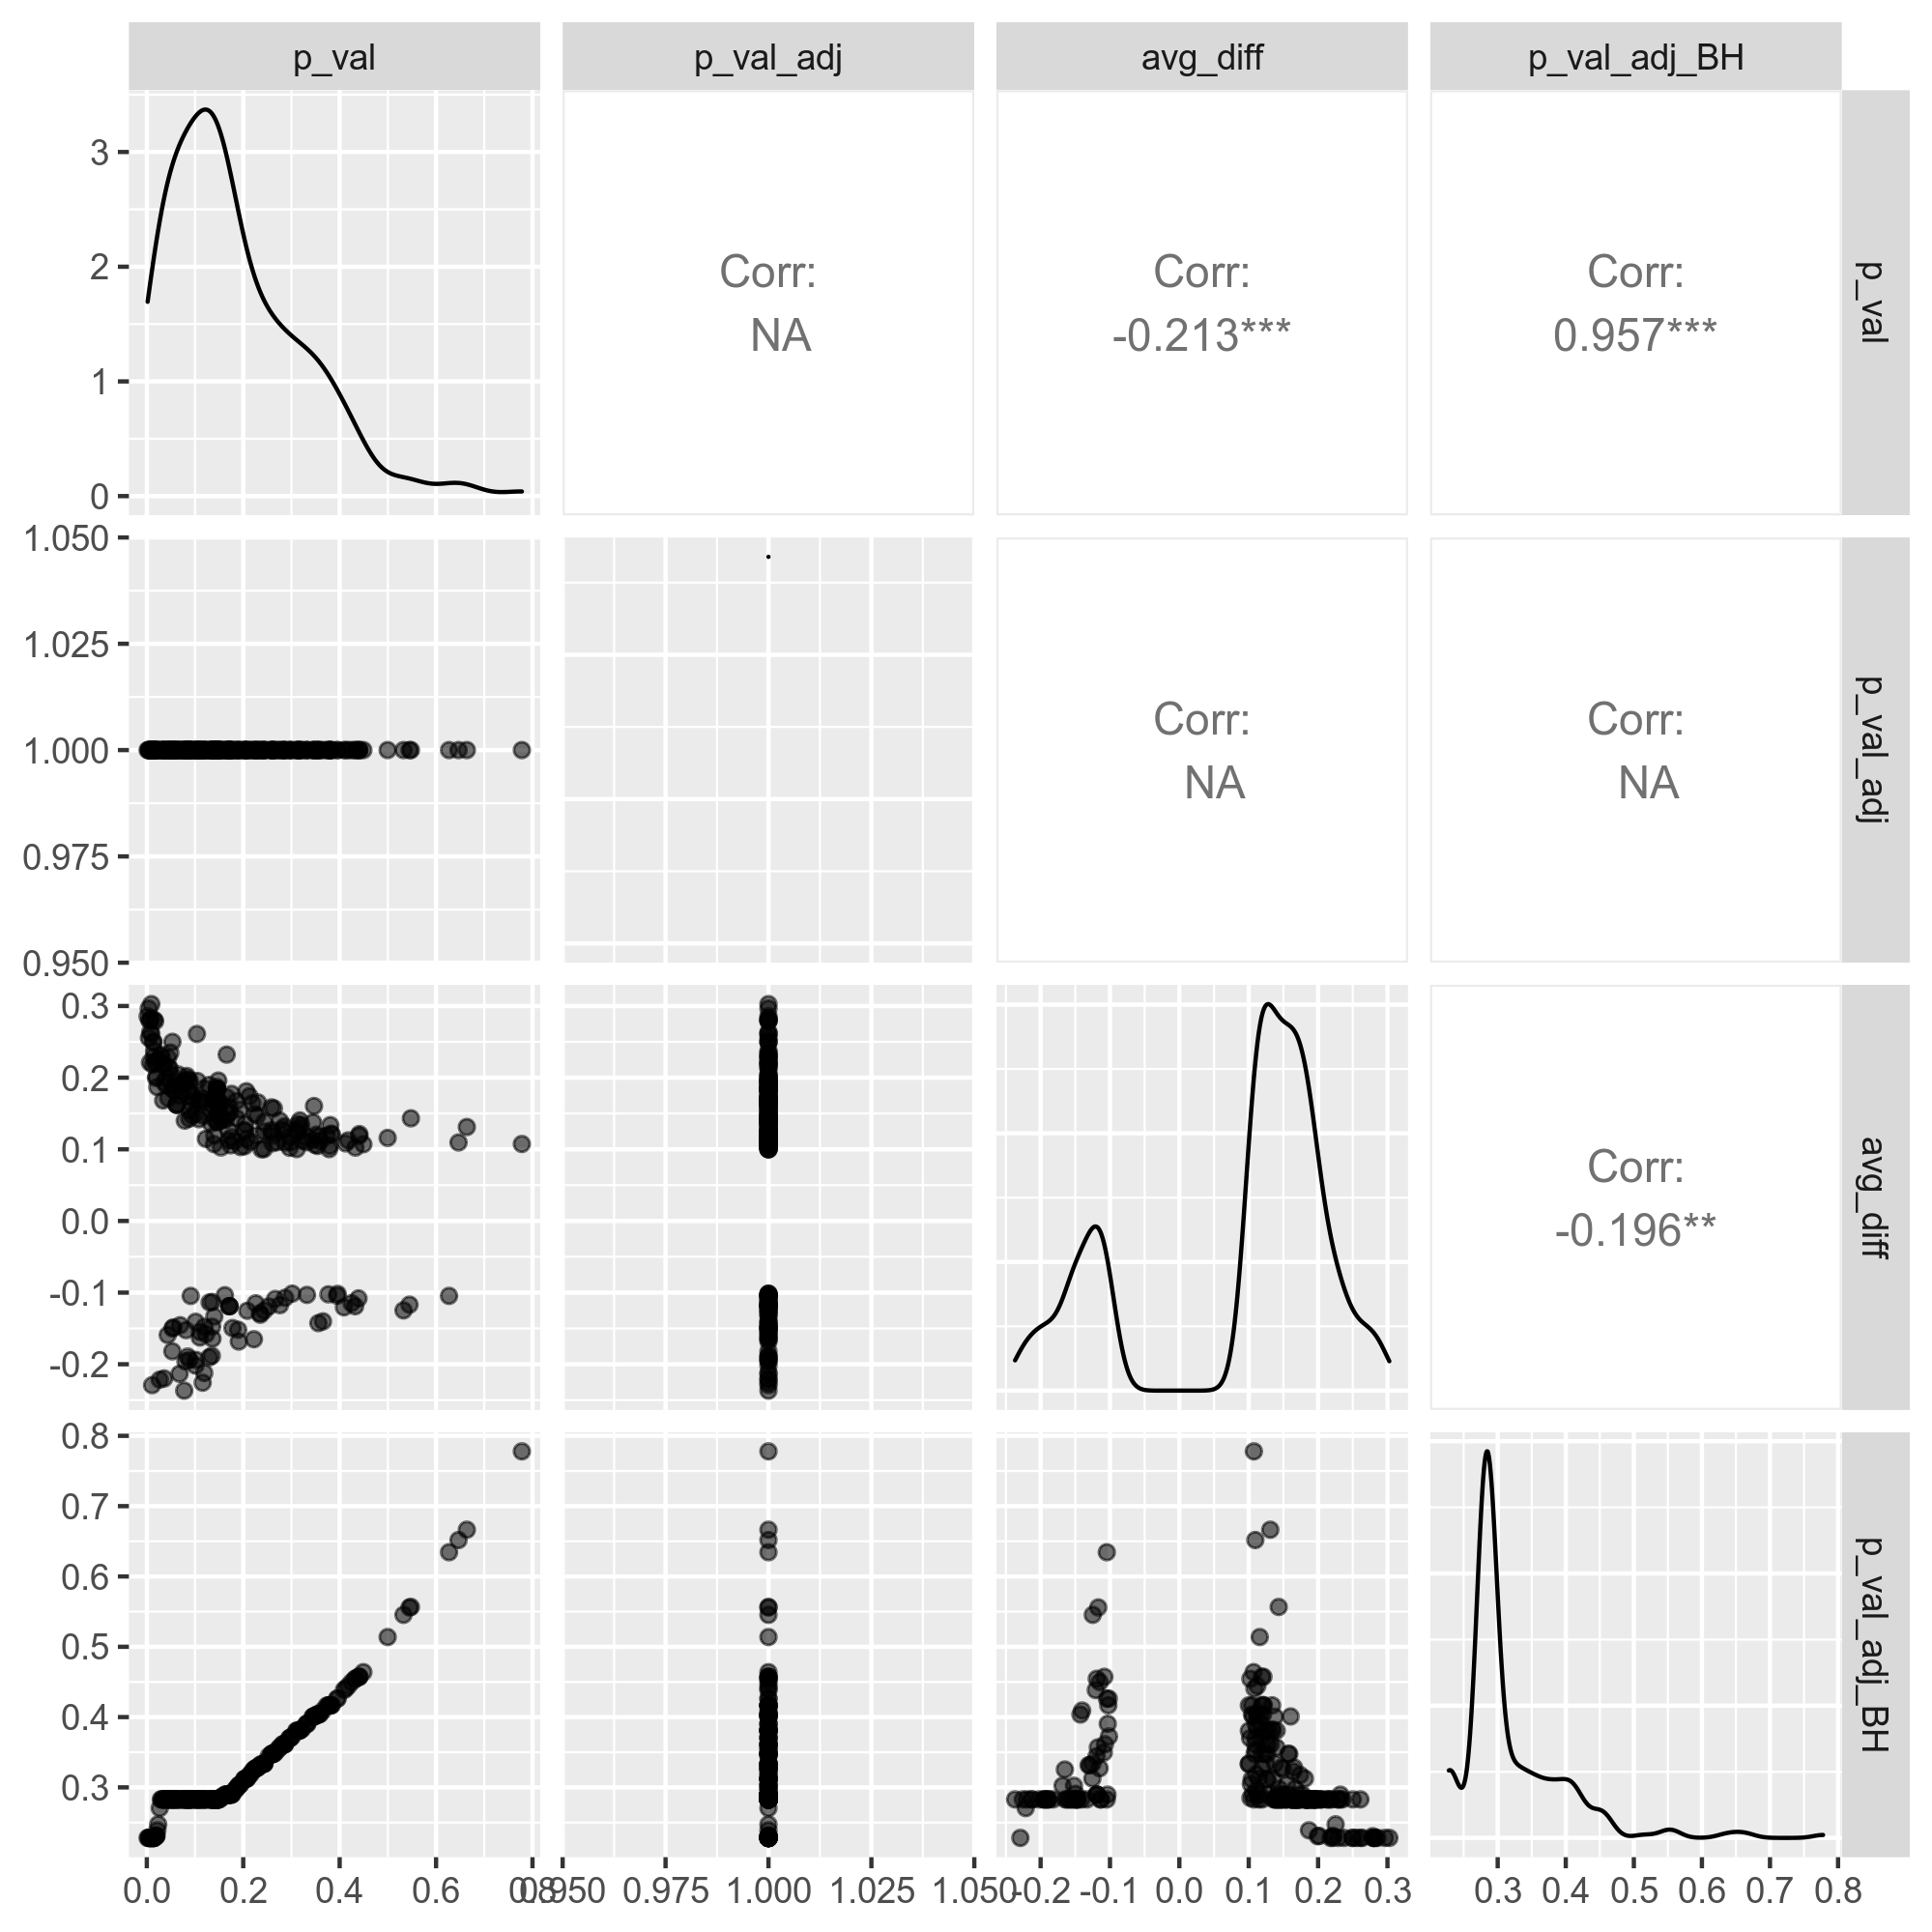 p_val
p_val_adj
avg_diff
p_val_adj_BH
3
2
1
0
Corr:
NA
Corr:
-0.213***
Corr:
0.957***
p_val
1.050
1.025
1.000
0.975
0.950
Corr:
NA
Corr:
NA
p_val_adj
0.3
0.2
0.1
0.0
-0.1
-0.2
Corr:
-0.196**
avg_diff
0.8
0.7
0.6
0.5
0.4
0.3
p_val_adj_BH
0.0 0.2 0.4 0.6 0.8
0.950 0.975 1.000 1.025 1.050
-0.2 -0.1 0.0 0.1 0.2 0.3
0.3 0.4 0.5 0.6 0.7 0.8